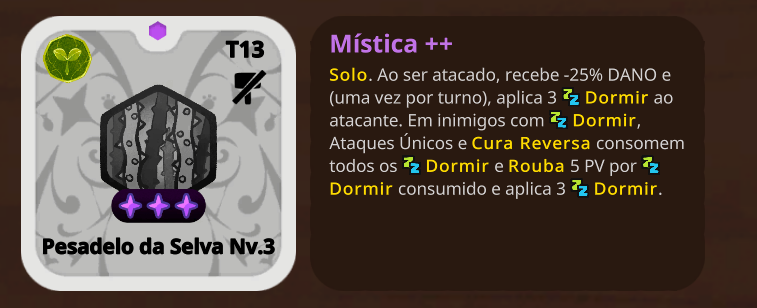 T13
Pesadelo da Selva Nv.3
Mística ++
Solo. Ao ser atacado, recebe -25% DANO e
(uma vez por turno), aplica 3 Dormir ao
atacante. Em inimigos com Dormir,
Ataques Únicos e Cura Reversa consomem
todos os Dormir e Rouba 5 PV por
Dormir consumido e aplica 3 Dormir.